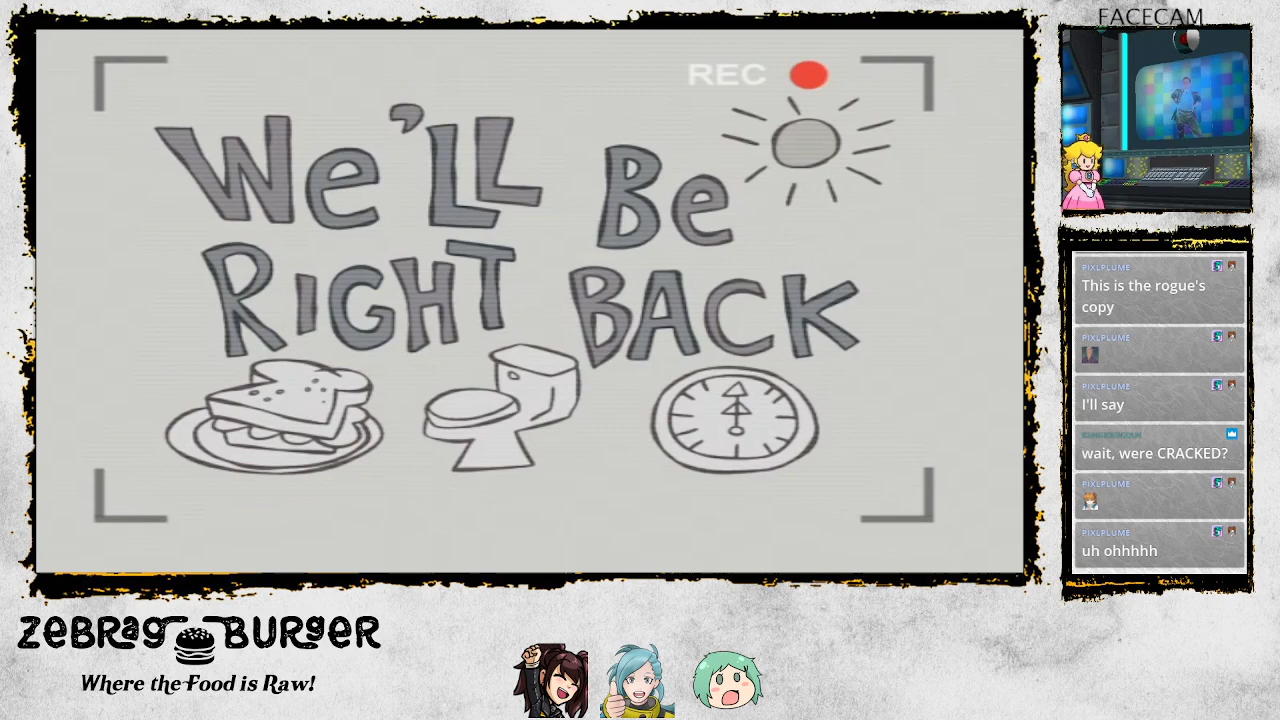 FACECAM
REC
We'LL Be
RIGHT BACK
PIXLPLUME
This is the rogue's
copy
PIXLPLUME
PIXLPLUME
I'll say
wait, were CRACKED?
PIXLPLUME
PIXLPLUME
uh ohhhhh
ZeBRag BURgeR
Where the Food is Raw!